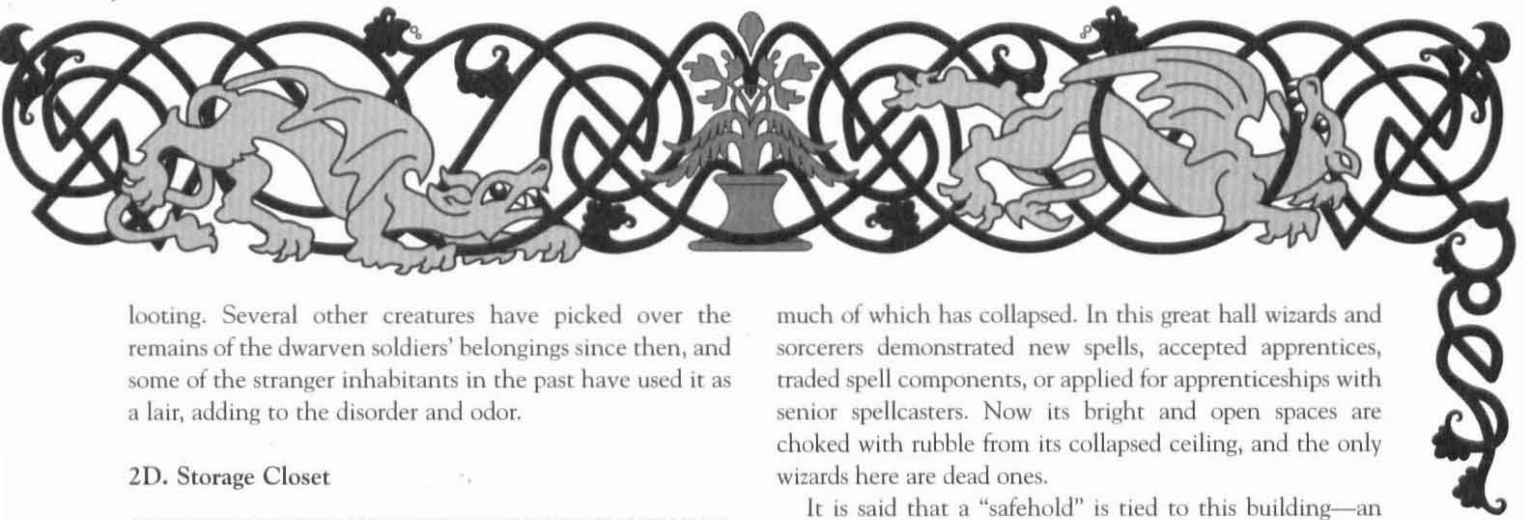 looting. Several other creatures have picked over the
remains of the dwarven soldiers' belongings since then, and
some of the stranger inhabitants in the past have used it as
a lair, adding to the disorder and odor.
2D. Storage Closet
much of which has collapsed. In this great hall wizards and
sorcerers demonstrated new spells, accepted apprentices,
traded spell components, or applied for apprenticeships with
senior spellcasters. Now its bright and open spaces are
choked with rubble from its collapsed ceiling, and the only
wizards here are dead ones.
It is said that a “safehold” is tied to this building—an